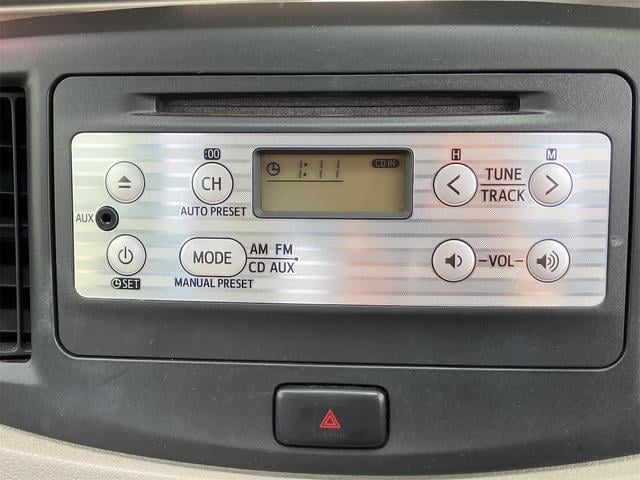 :00
1:11
CD IN
H
M
CH
TUNE
TRACK
AUTO PRESET
AUX
MODE
AM FM
CD AUX
-VOL-
SET
MANUAL PRESET